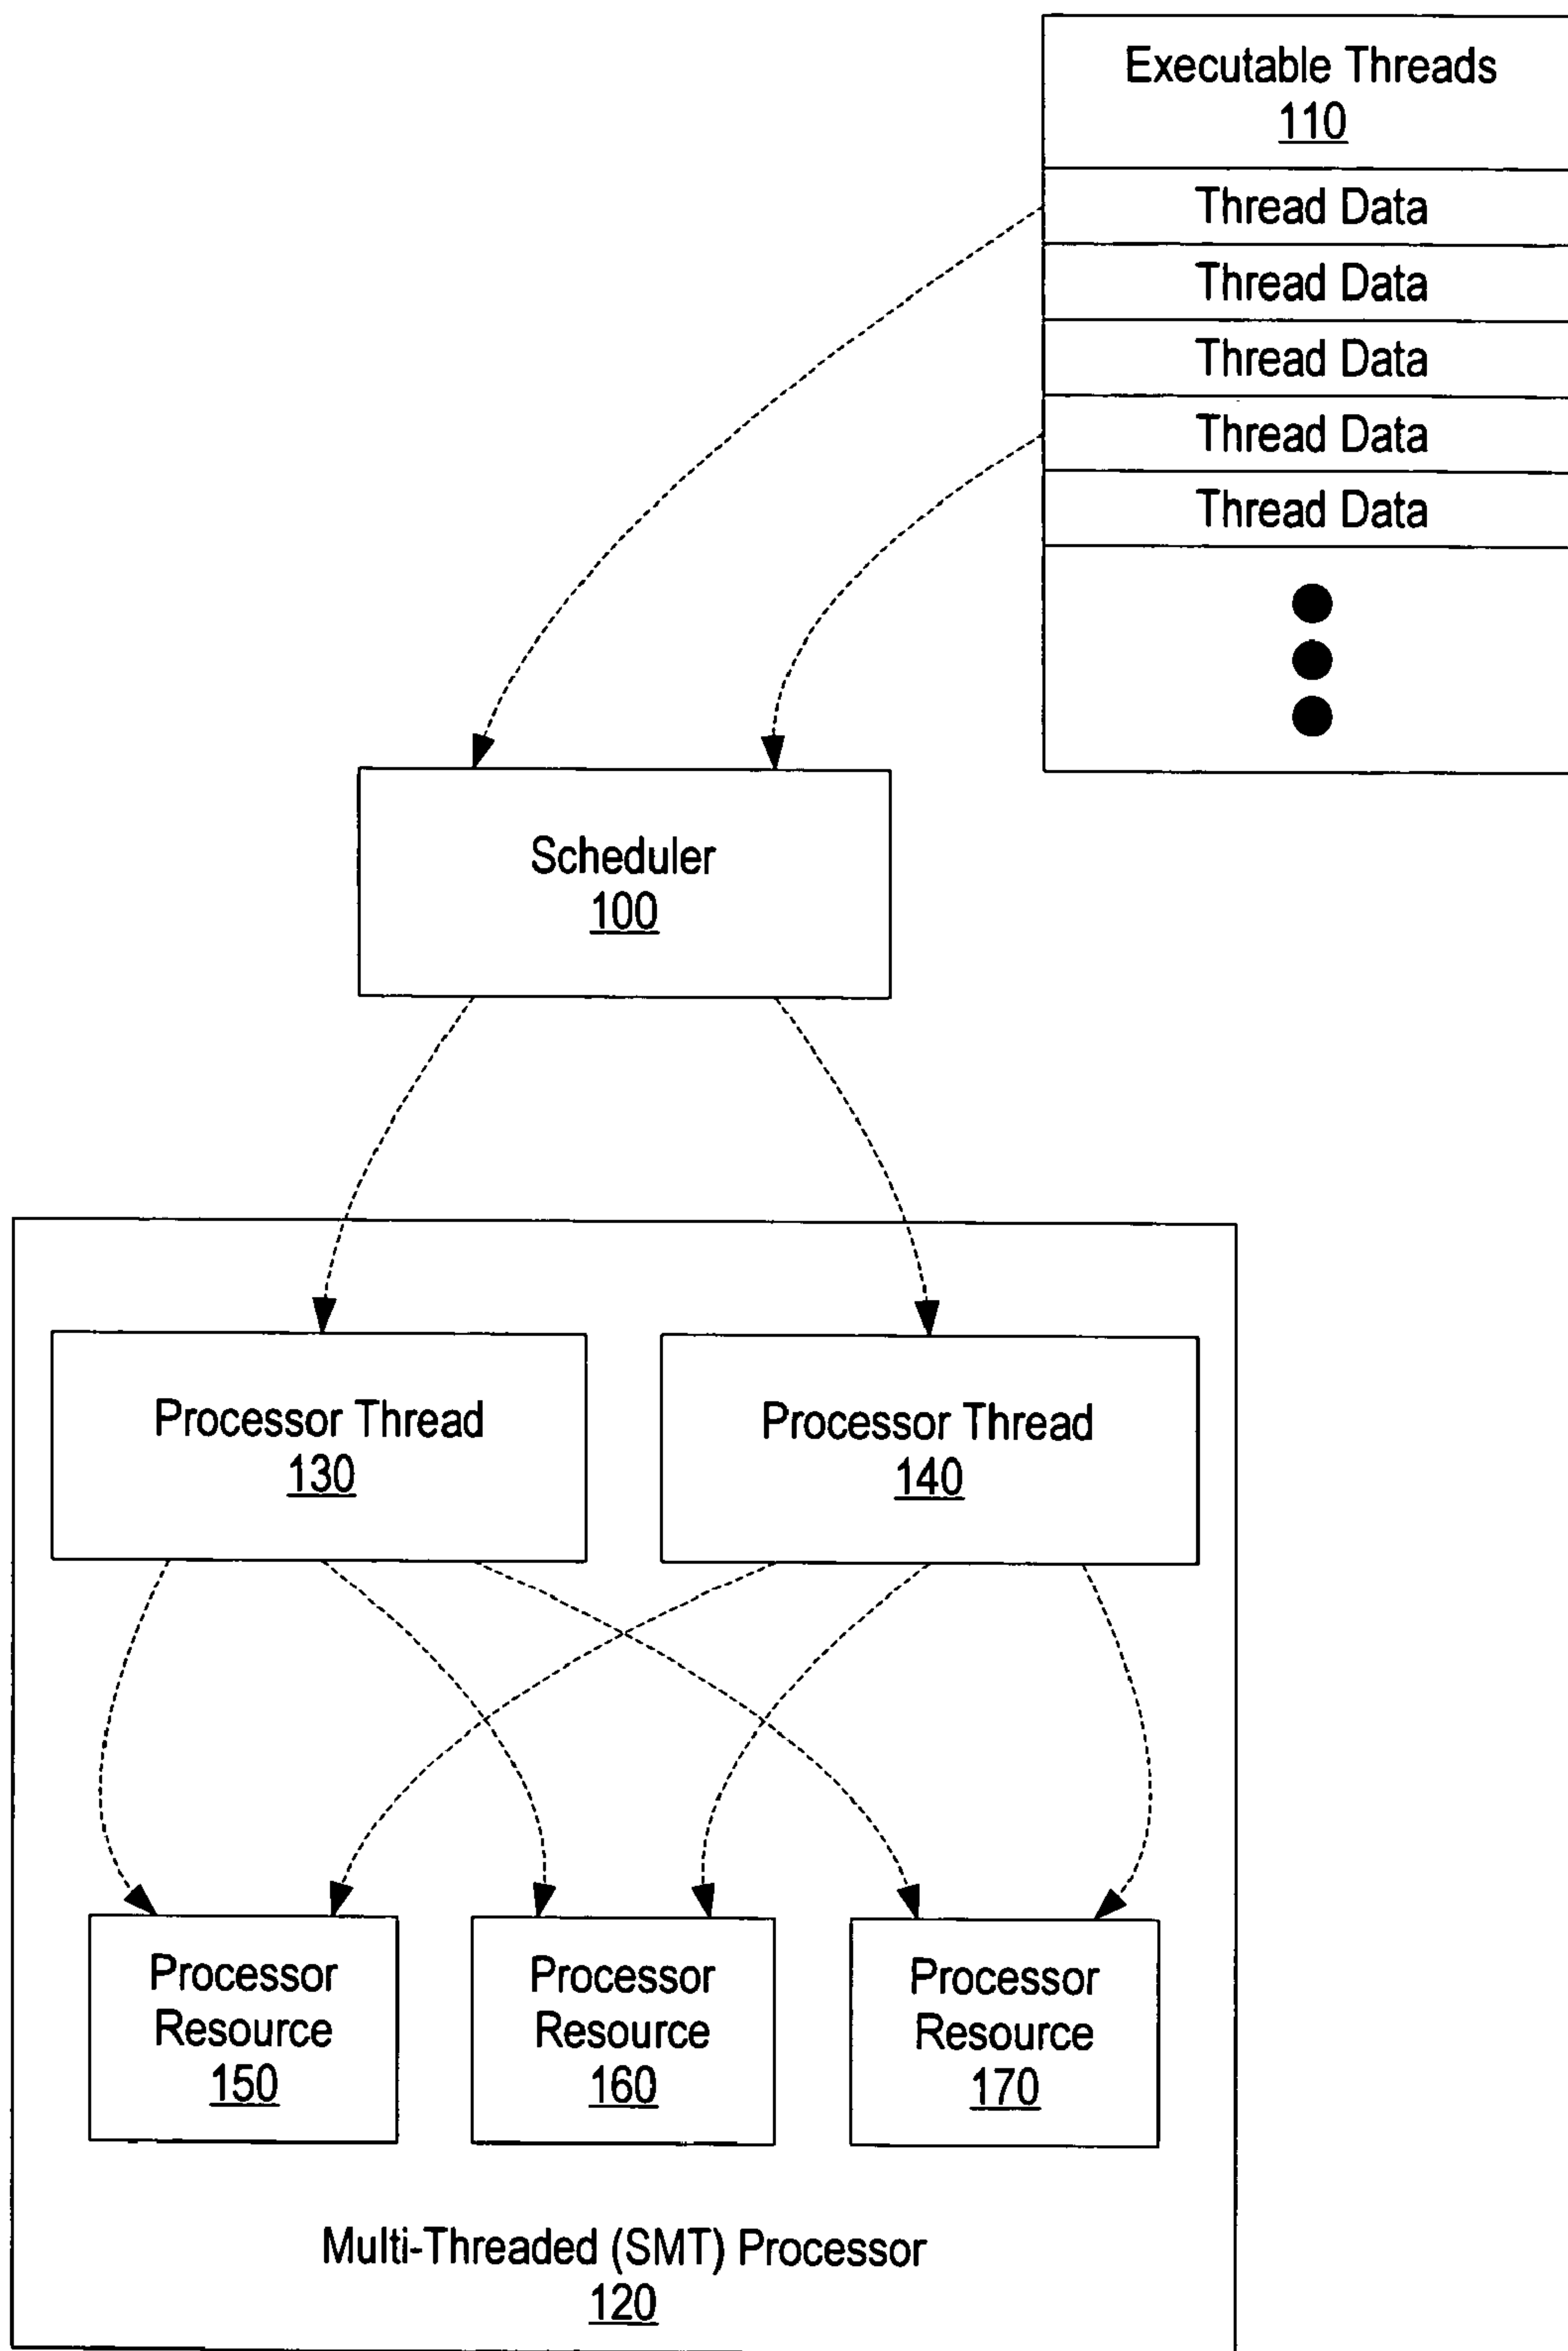 Executable Threads
110
Thread Data
Thread Data
Thread Data
Thread Data
Thread Data
Scheduler
100
Processor Thread
130
Processor Thread
140
Processor
Resource
150
Processor
Resource
160
Processor
Resource
170
Multi-Threaded (SMT) Processor
120